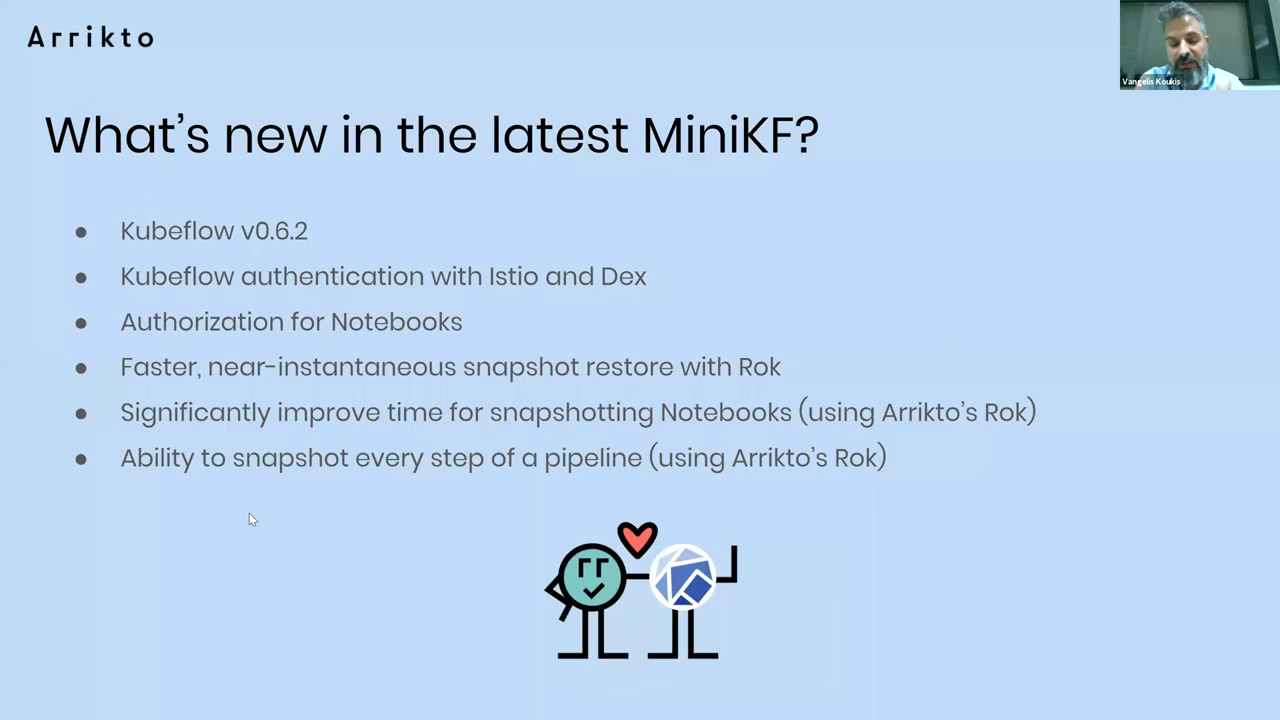 Arrikto
Vangelis Koukis
What's new in the latest MiniKF?
● Kubeflow v0.6.2
● Kubeflow authentication with Istio and Dex
● Authorization for Notebooks
● Faster, near-instantaneous snapshot restore with Rok
● Significantly improve time for snapshotting Notebooks (using Arrikto's Rok)
● Ability to snapshot every step of a pipeline (using Arrikto's Rok)